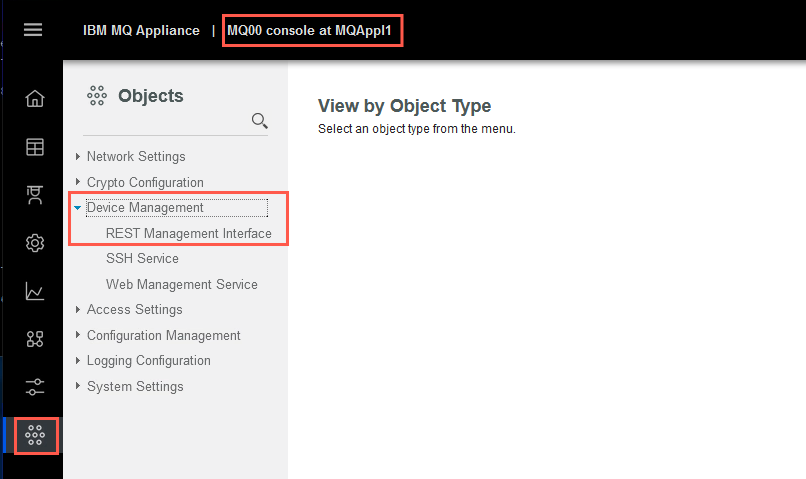 IBM MQ Appliance | MQ00 console at MQAppl1
Objects
Network Settings
Crypto Configuration
Device Management
REST Management Interface
SSH Service
Web Management Service
Access Settings
Configuration Management
Logging Configuration
System Settings
View by Object Type
Select an object type from the menu.